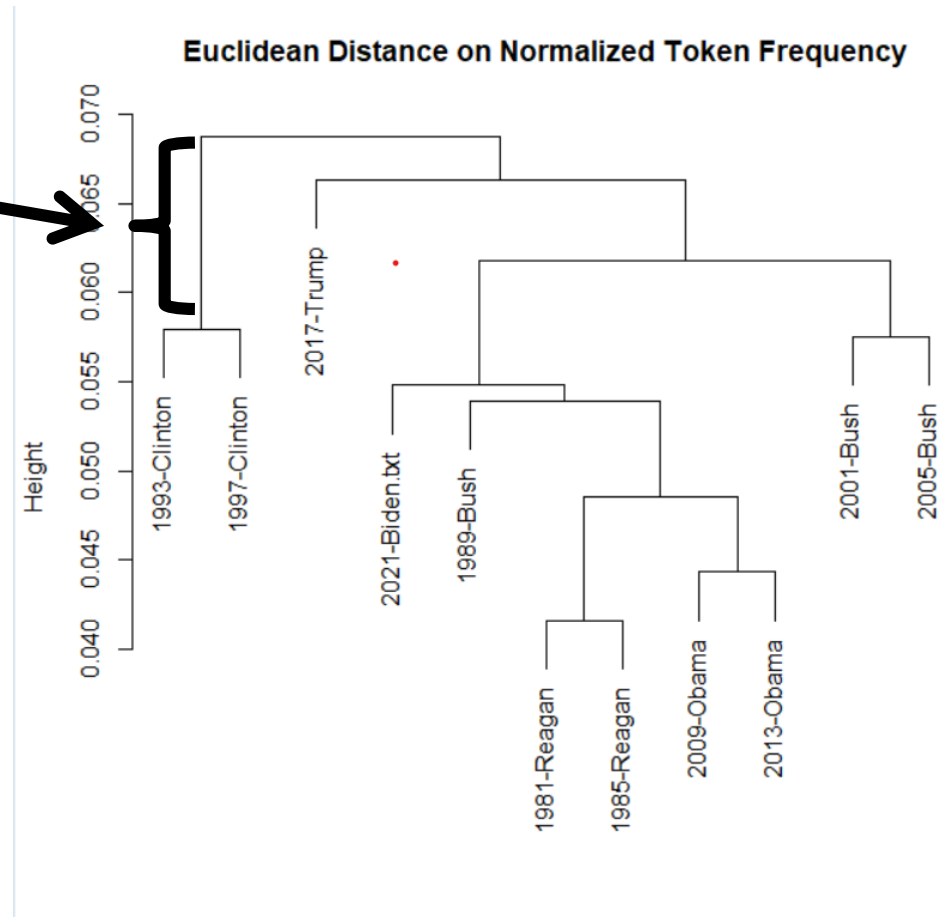 Euclidean Distance on Normalized Token Frequency
Height
0.070
0.065
0.060
0.055
0.050
0.045
0.040
1993-Clinton
1997-Clinton
2017-Trump
2021-Biden.txt
1989-Bush
1981-Reagan
1985-Reagan
2009-Obama
2013-Obama
2001-Bush
2005-Bush